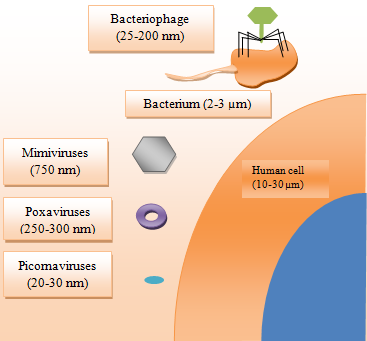 Bacteriophage
(25-200 nm)
Bacterium (2-3 µm)
Mimiviruses
(750 nm)
Human cell
(10-30 µm)
Poxaviruses
(250-300 nm)
Picornaviruses
(20-30 nm)